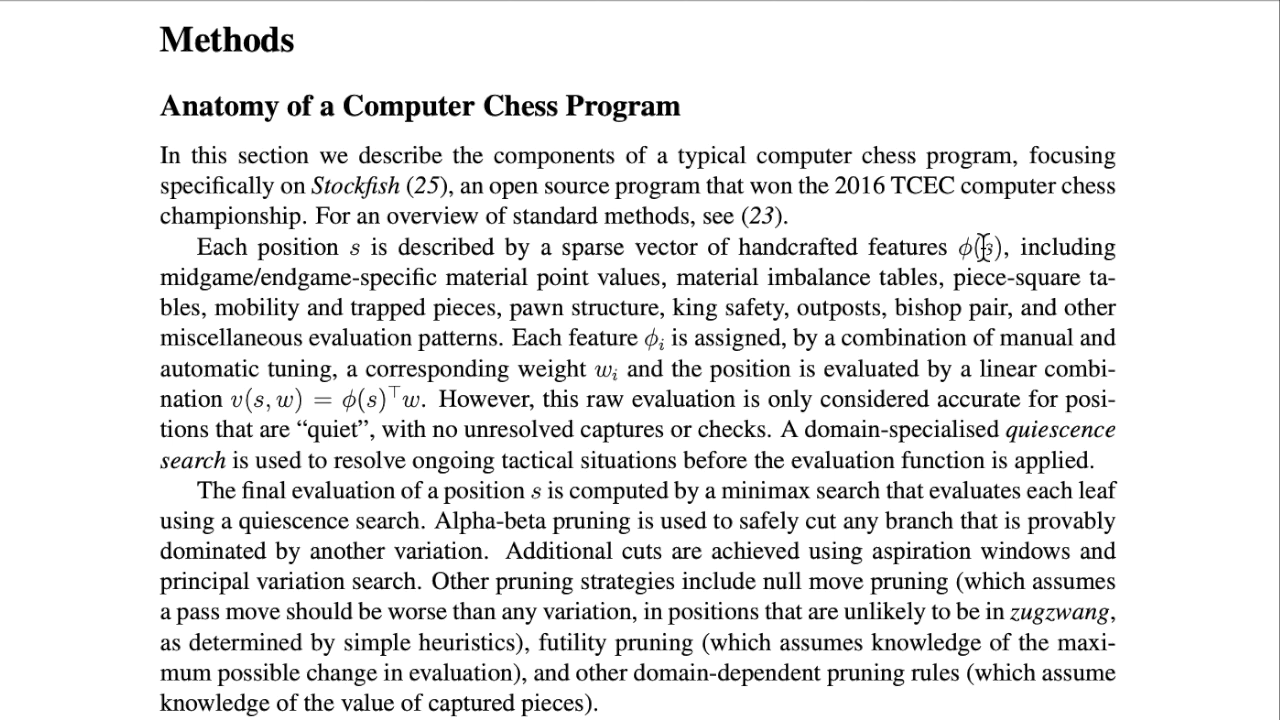 Methods
Anatomy of a Computer Chess Program
In this section we describe the components of a typical computer chess program, focusing
specifically on Stockfish (25), an open source program that won the 2016 TCEC computer chess
championship. For an overview of standard methods, see (23).
Each position s is described by a sparse vector of handcrafted features ϕ(s), including
midgame/endgame-specific material point values, material imbalance tables, piece-square ta-
bles, mobility and trapped pieces, pawn structure, king safety, outposts, bishop pair, and other
miscellaneous evaluation patterns. Each feature ϕᵢ is assigned, by a combination of manual and
automatic tuning, a corresponding weight wᵢ and the position is evaluated by a linear combi-
nation v(s, w) = ϕ(s)⊤w. However, this raw evaluation is only considered accurate for posi-
tions that are “quiet”, with no unresolved captures or checks. A domain-specialised quiescence
search is used to resolve ongoing tactical situations before the evaluation function is applied.
The final evaluation of a position s is computed by a minimax search that evaluates each leaf
using a quiescence search. Alpha-beta pruning is used to safely cut any branch that is provably
dominated by another variation. Additional cuts are achieved using aspiration windows and
principal variation search. Other pruning strategies include null move pruning (which assumes
a pass move should be worse than any variation, in positions that are unlikely to be in zugzwang,
as determined by simple heuristics), futility pruning (which assumes knowledge of the maxi-
mum possible change in evaluation), and other domain-dependent pruning rules (which assume
knowledge of the value of captured pieces).